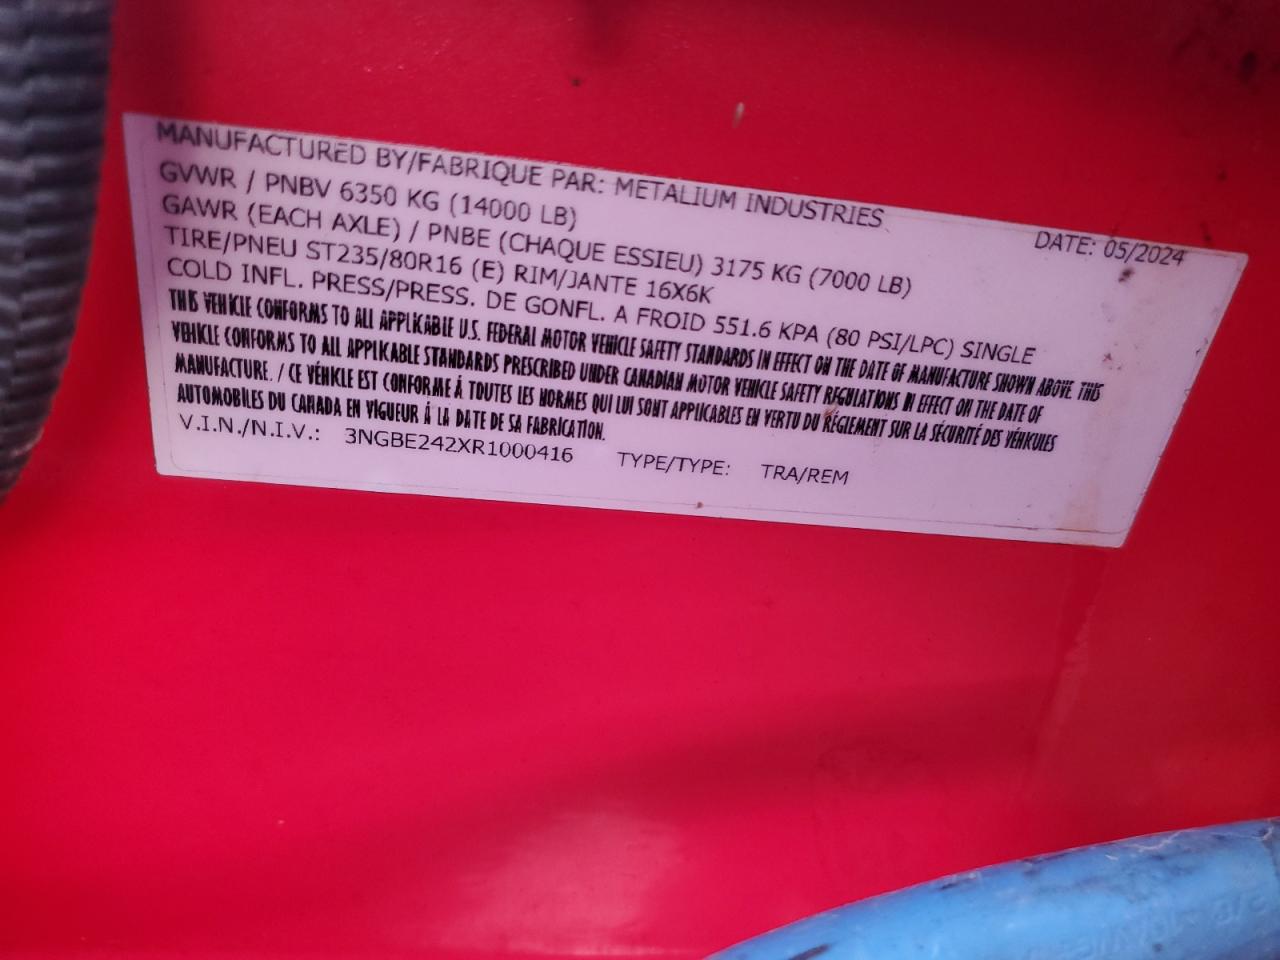 MANUFACTURED BY/FABRIQUE PAR: METALIUM INDUSTRIES
DATE: 05/2024
GVWR / PNBV 6350 KG (14000 LB)
GAWR (EACH AXLE) / PNBE (CHAQUE ESSIEU) 3175 KG (7000 LB)
TIRE/PNEU ST235/80R16 (E) RIM/JANTE 16X6K
COLD INFL. PRESS/PRESS. DE GONFL. A FROID 551.6 KPA (80 PSI/LPC) SINGLE
THIS VEHICLE CONFORMS TO ALL APPLICABLE U.S. FEDERAL MOTOR VEHICLE SAFETY STANDARDS IN EFFECT ON THE DATE OF MANUFACTURE SHOWN ABOVE. THIS
VEHICLE CONFORMS TO ALL APPLICABLE STANDARDS PRESCRIBED UNDER CANADIAN MOTOR VEHICLE SAFETY REGULATIONS IN EFFECT ON THE DATE OF
MANUFACTURE. / CE VÉHICLE EST CONFORME À TOUTES LES NORMES QUI LUI SONT APPLICABLES EN VERTU DU RÉGIEMENT SUR LA SÉCURITÉ DES VÉHICULES
AUTOMOBILES DU CANADA EN VIGUEUR À LA DATE DE SA FABRICATION.
V.I.N./N.I.V.: 3NGBE242XR1000416 TYPE/TYPE: TRA/REM